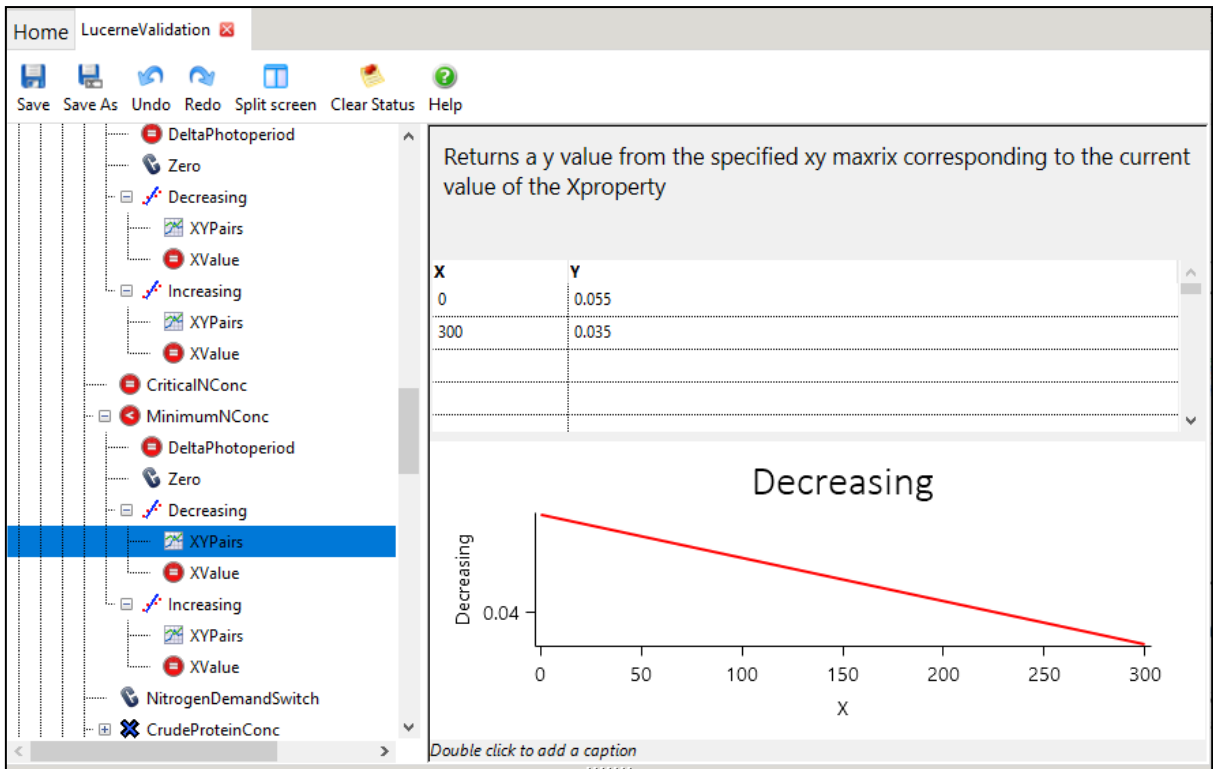 Home LucerneValidation
Save Save As Undo Redo Split screen Clear Status Help
DeltaPhotoperiod
Zero
Decreasing
XYPairs
XValue
Increasing
XYPairs
XValue
CriticalNConc
MinimumNConc
DeltaPhotoperiod
Zero
Decreasing
XYPairs
XValue
Increasing
XYPairs
XValue
NitrogenDemandSwitch
CrudeProteinConc
Returns a y value from the specified xy maxrix corresponding to the current
value of the Xproperty
X Y
0 0.055
300 0.035
Decreasing
Decreasing
0.04
0 50 100 150 200 250 300
X
Double click to add a caption